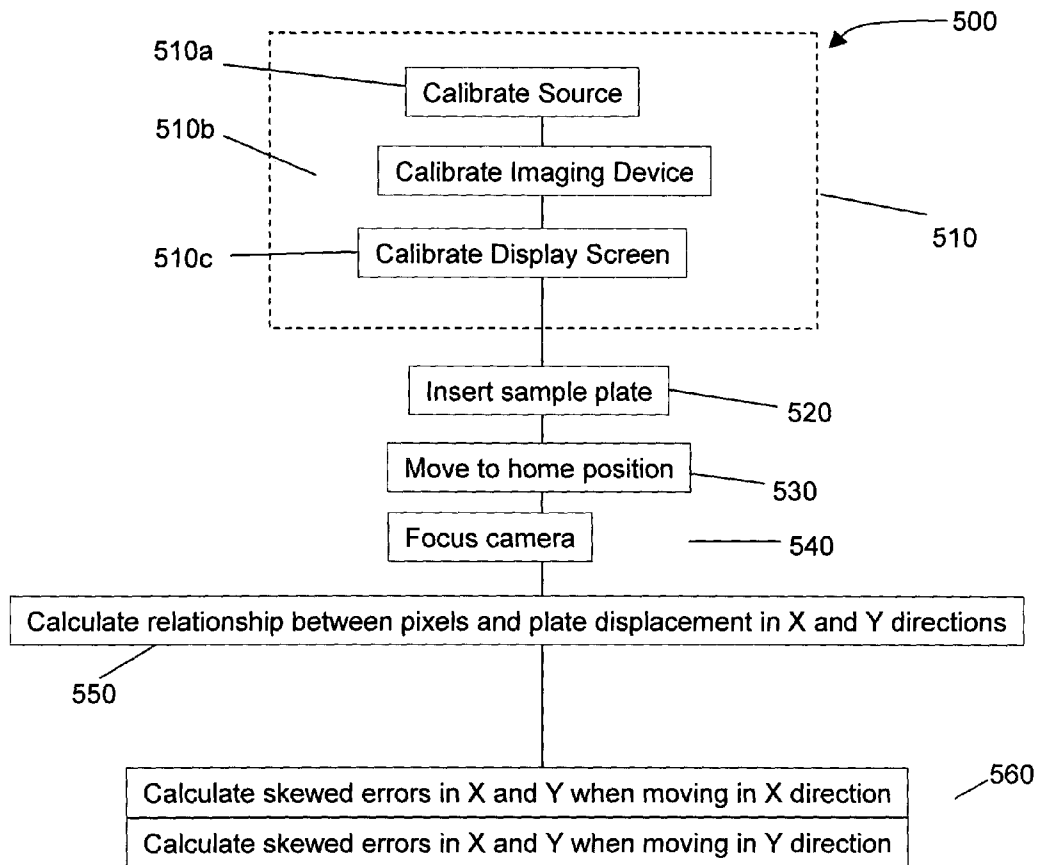 500
510a
Calibrate Source
510b
Calibrate Imaging Device
510
510c
Calibrate Display Screen
Insert sample plate
520
Move to home position
530
Focus camera
540
Calculate relationship between pixels and plate displacement in X and Y directions
550
560
Calculate skewed errors in X and Y when moving in X direction
Calculate skewed errors in X and Y when moving in Y direction